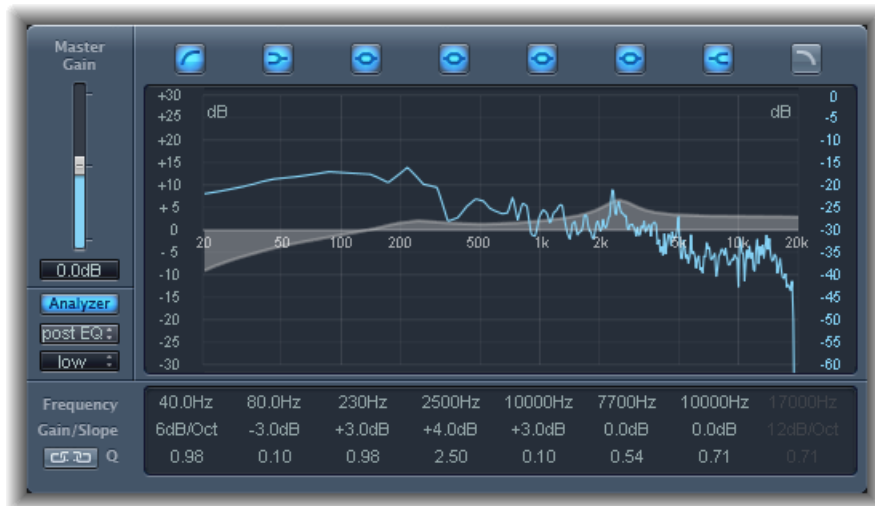 Master
Gain
+30
+25
+20
+15
+10
+ 5
0
- 5
-10
-15
-20
-25
-30
dB
dB
0
-5
-10
-15
-20
-25
-30
-35
-40
-45
-50
-55
-60
20
50
100
200
500
1k
2k
5k
10k
20k
0.0dB
Analyzer
post EQ
low
Frequency 40.0Hz 80.0Hz 230Hz 2500Hz 10000Hz 7700Hz 10000Hz 17000Hz
Gain/Slope 6dB/Oct -3.0dB +3.0dB +4.0dB +3.0dB 0.0dB 0.0dB 12dB/Oct
Q 0.98 0.10 0.98 2.50 0.10 0.54 0.71 0.71